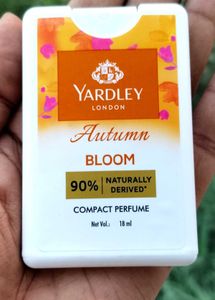 YARDLEY
LONDON
Autumn
BLOOM
90% NATURALLY
DERIVED*
COMPACT PERFUME
Net Vol.: 18 ml